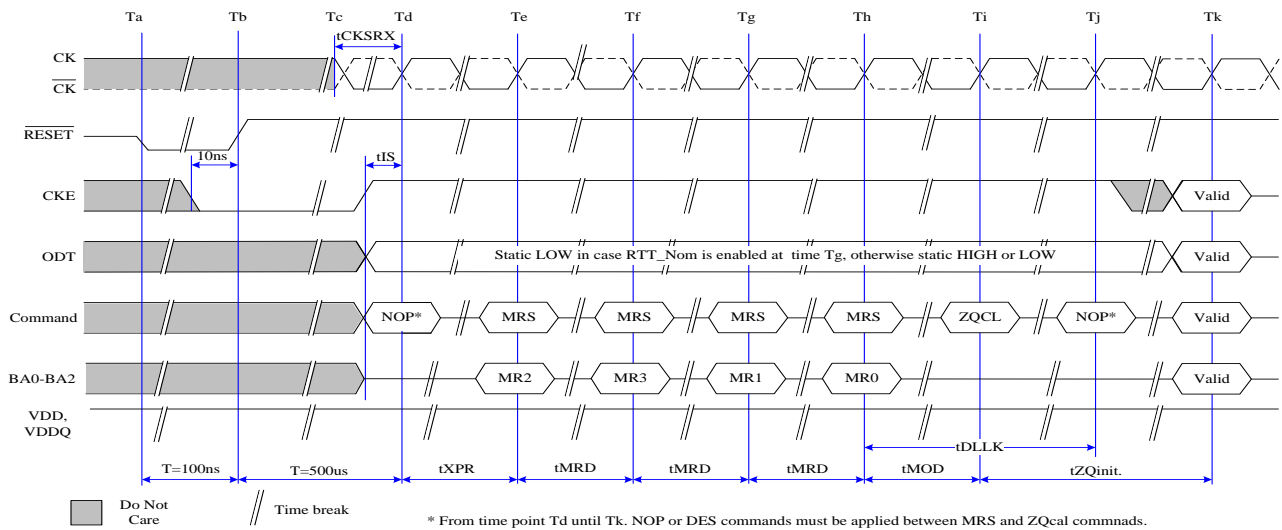 Ta Tb Tc Td Te Tf Tg Th Ti Tj Tk
tCKSRX
CK
CK
RESET
10ns tIS
CKE Valid
ODT Static LOW in case RTT_Nom is enabled at time Tg, otherwise static HIGH or LOW Valid
Command NOP* MRS MRS MRS MRS ZQCL NOP* Valid
BA0-BA2 MR2 MR3 MR1 MR0 Valid
VDD,
VDDQ
tDLLK
T=100ns T=500us tXPR tMRD tMRD tMRD tMOD tZQinit.
Do Not
Care
Time break
* From time point Td until Tk. NOP or DES commands must be applied between MRS and ZQcal commnads.